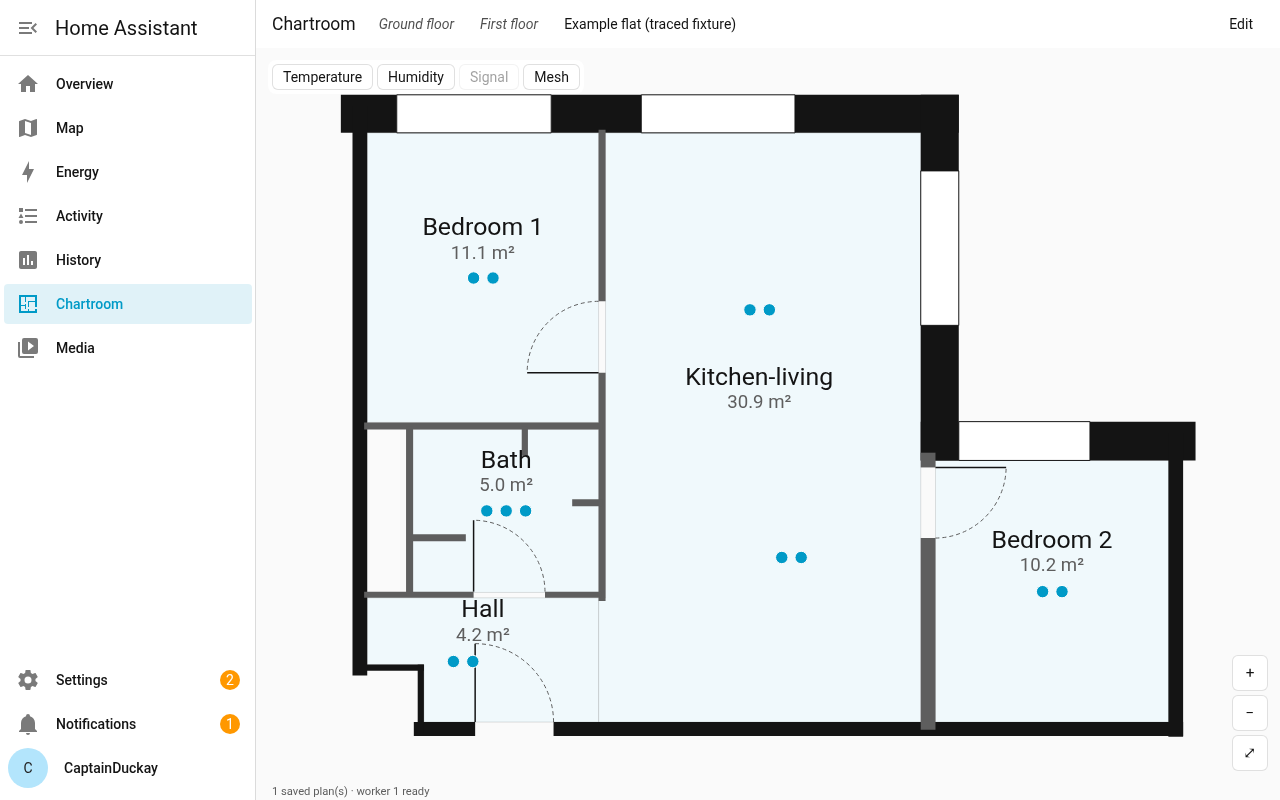 Home Assistant
Overview
Map
Energy
Activity
History
Chartroom
Media
Settings
2
Notifications
1
C
CaptainDuckay
Chartroom
Ground floor
First floor
Example flat (traced fixture)
Edit
Temperature
Humidity
Signal
Mesh
Bedroom 1
11.1 m²
Kitchen-living
30.9 m²
Bath
5.0 m²
Bedroom 2
10.2 m²
Hall
4.2 m²
+
−
⤢
1 saved plan(s) · worker 1 ready